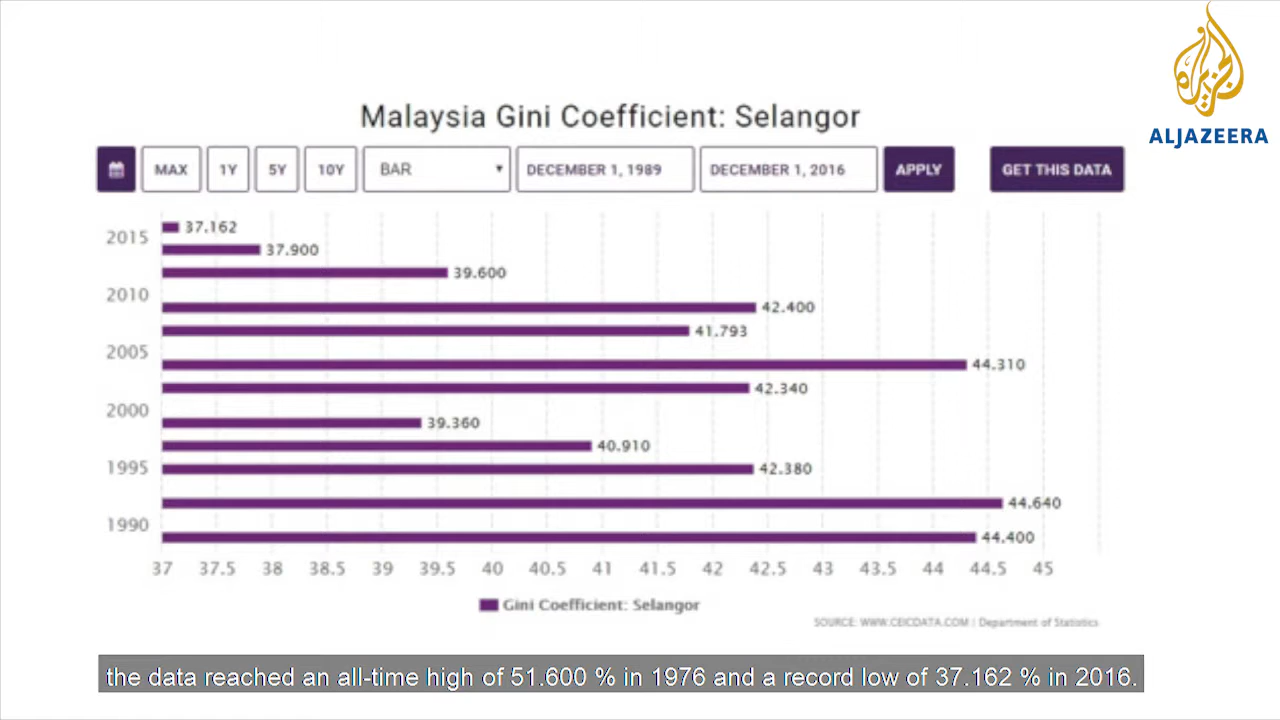 ALJAZEERA
Malaysia Gini Coefficient: Selangor
MAX 1Y 5Y 10Y BAR DECEMBER 1, 1989 DECEMBER 1, 2016 APPLY GET THIS DATA
37.162
2015
37.900
39.600
2010
42.400
41.793
2005
44.310
42.340
2000
39.360
40.910
1995
42.380
44.640
1990
44.400
37 37.5 38 38.5 39 39.5 40 40.5 41 41.5 42 42.5 43 43.5 44 44.5 45
Gini Coefficient: Selangor
SOURCE: WWW.CEICDATA.COM | Department of Statistics
the data reached an all-time high of 51.600 % in 1976 and a record low of 37.162 % in 2016.